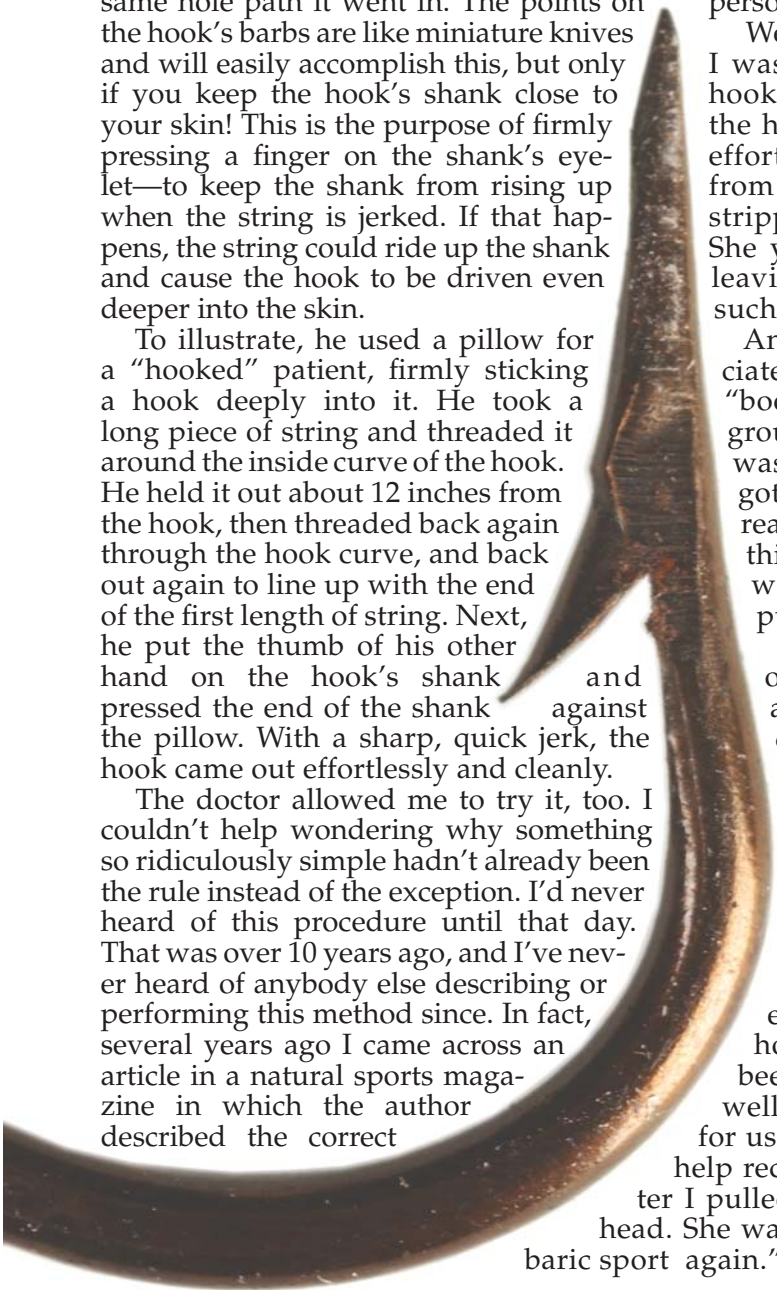 same hole path it went in. The points on
the hook's barbs are like miniature knives
and will easily accomplish this, but only
if you keep the hook's shank close to
your skin! This is the purpose of firmly
pressing a finger on the shank's eye-
let—to keep the shank from rising up
when the string is jerked. If that hap-
pens, the string could ride up the shank
and cause the hook to be driven even
deeper into the skin.
To illustrate, he used a pillow for
a “hooked” patient, firmly sticking
a hook deeply into it. He took a
long piece of string and threaded it
around the inside curve of the hook.
He held it out about 12 inches from
the hook, then threaded back again
through the hook curve, and back
out again to line up with the end
of the first length of string. Next,
he put the thumb of his other
hand on the hook's shank and
pressed the end of the shank against
the pillow. With a sharp, quick jerk, the
hook came out effortlessly and cleanly.
The doctor allowed me to try it, too. I
couldn't help wondering why something
so ridiculously simple hadn't already been
the rule instead of the exception. I'd never
heard of this procedure until that day.
That was over 10 years ago, and I've nev-
er heard of anybody else describing or
performing this method since. In fact,
several years ago I came across an
article in a natural sports maga-
zine in which the author
described the correct
perso
We
I was
hook
the h
effort
from
stripp
She y
leavi
such
An
ciate
“boo
grou
was
got
rea
thi
w
pu
o
a
e
ho
bee
well
for us
help rec
ter I pulled
head. She wa
baric sport again.”